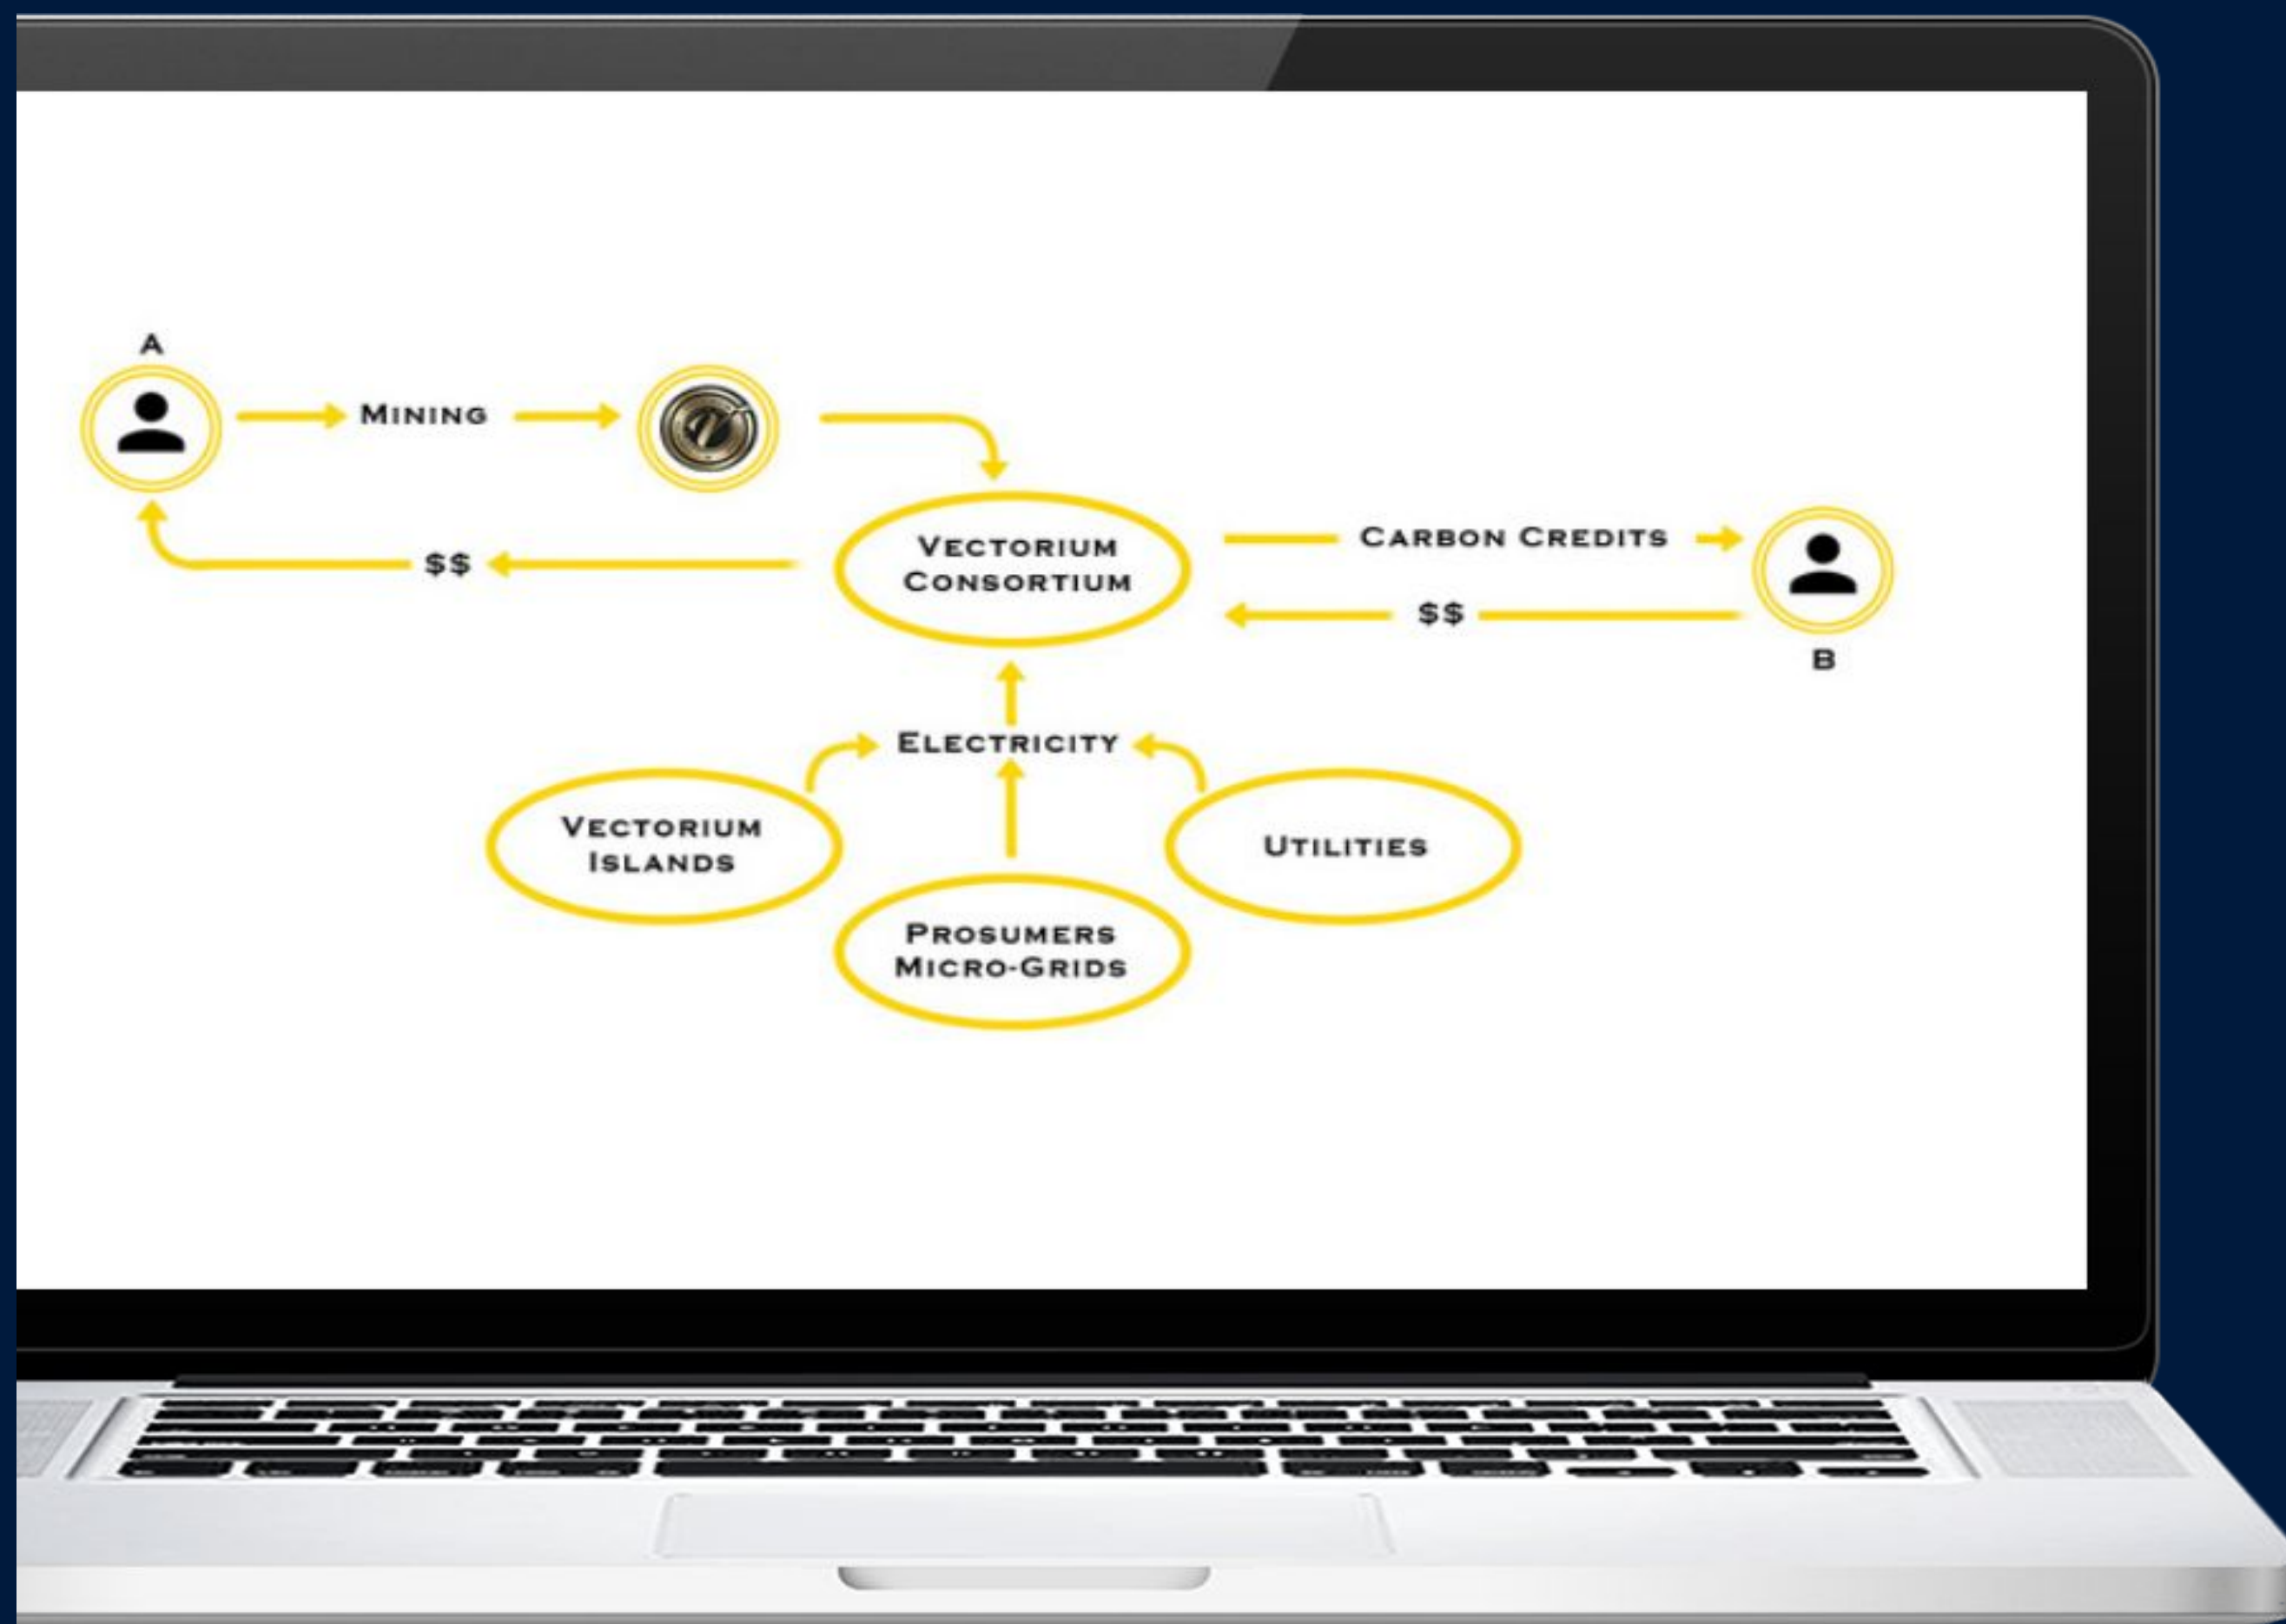 A
MINING
VECTORIUM
CONSORTIUM
$$
CARBON CREDITS
$$
B
ELECTRICITY
VECTORIUM
ISLANDS
UTILITIES
PROSUMERS
MICRO-GRIDS